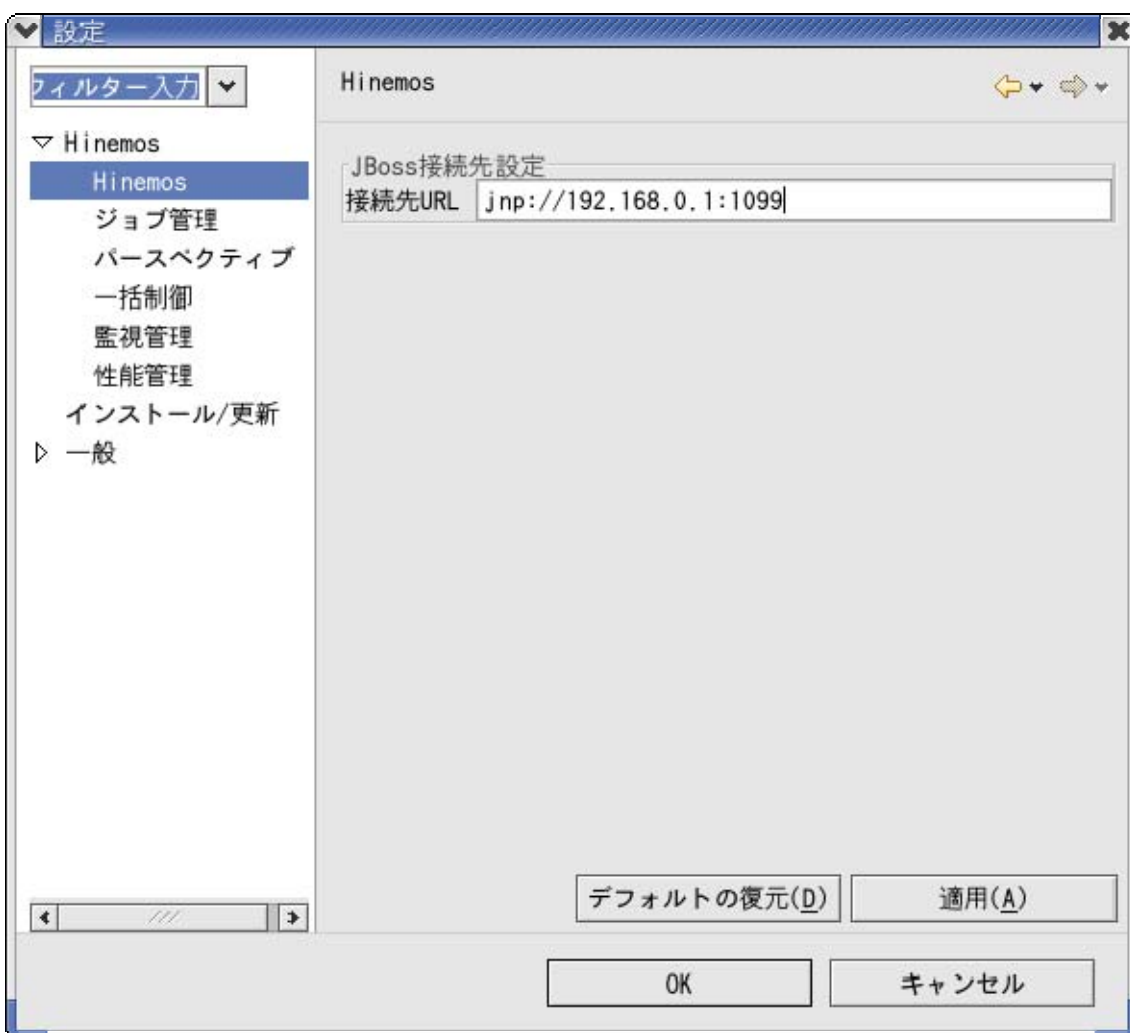 設定
フィルター入力
Hinemos
Hinemos
ジョブ管理
パースペクティブ
一括制御
監視管理
性能管理
インストール/更新
一般
Hinemos
JBoss接続先設定
接続先URL jnp://192.168.0.1:1099
デフォルトの復元(D) 適用(A)
OK キャンセル